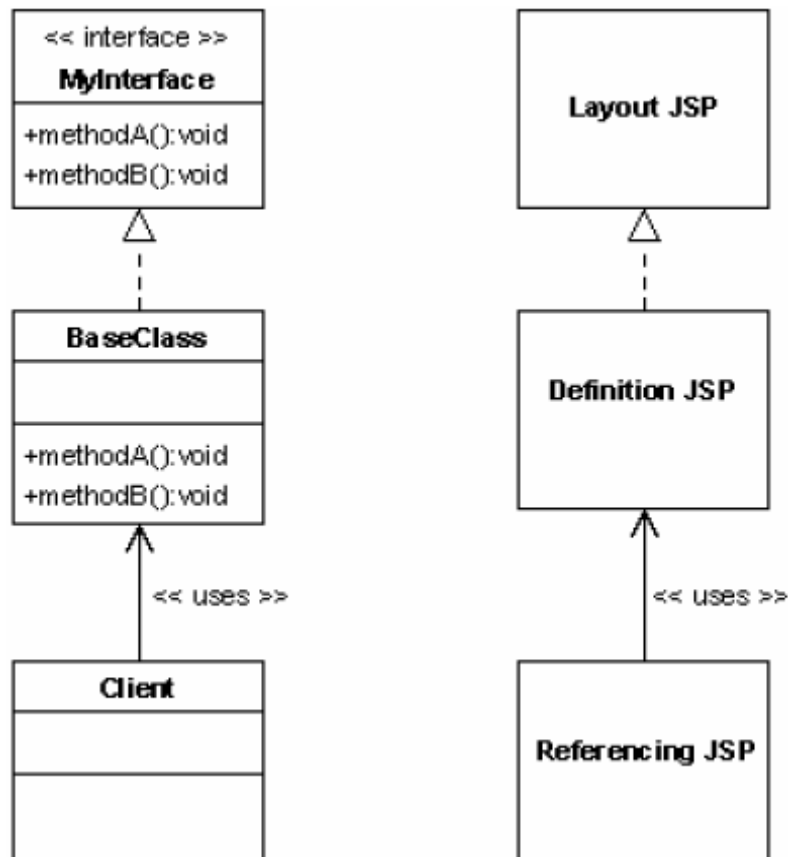 << interface >>
MyInterface
+methodA():void
+methodB():void
BaseClass
+methodA():void
+methodB():void
<< uses >>
Client
Layout JSP
Definition JSP
<< uses >>
Referencing JSP